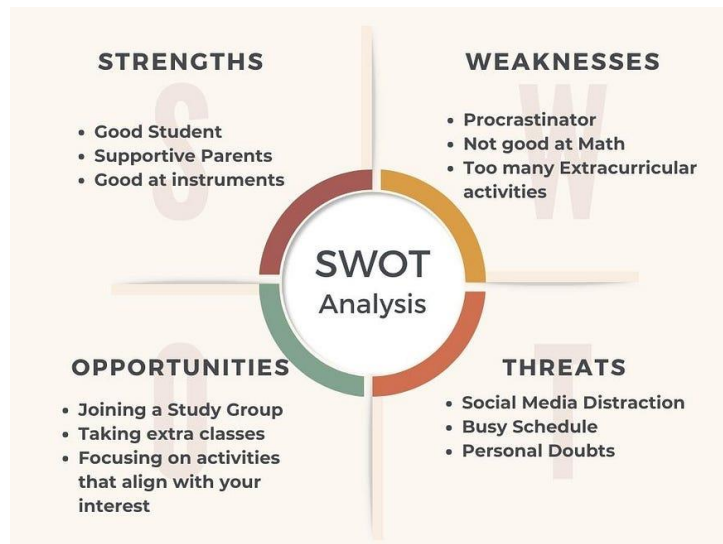 STRENGTHS
S
• Good Student
• Supportive Parents
• Good at instruments
WEAKNESSES
W
• Procrastinator
• Not good at Math
• Too many Extracurricular
activities
SWOT
Analysis
OPPORTUNITIES
O
• Joining a Study Group
• Taking extra classes
• Focusing on activities
that align with your
interest
THREATS
T
• Social Media Distraction
• Busy Schedule
• Personal Doubts